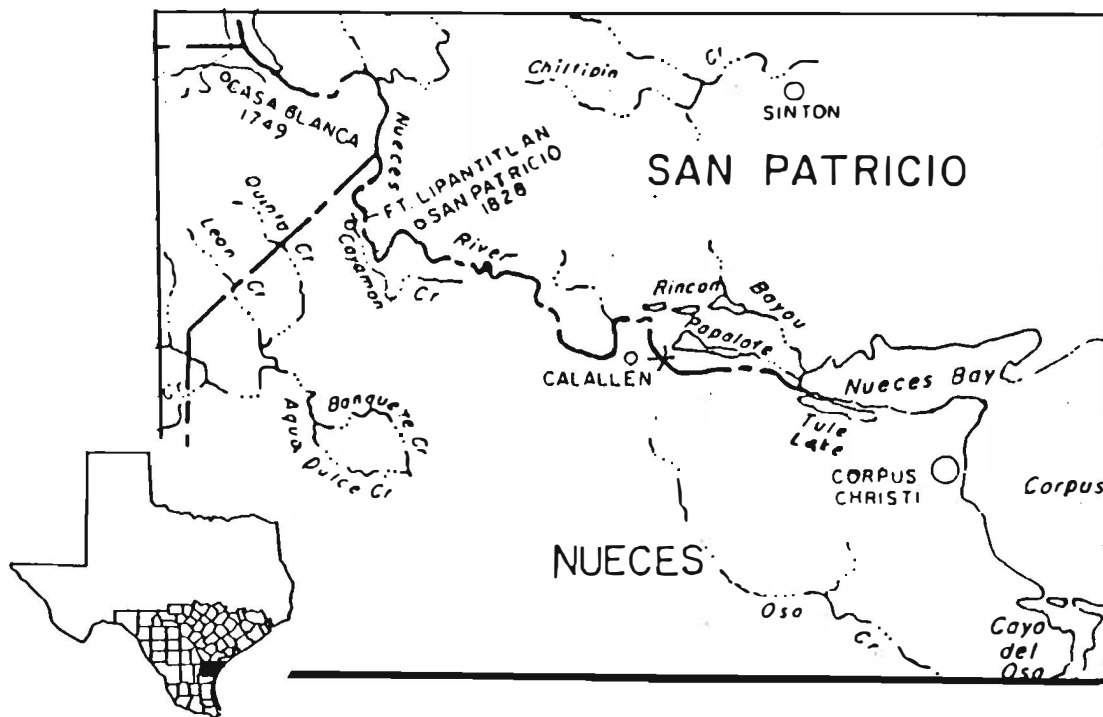 Chiltipin Cr
SINTON
CASA BLANCA
1749
Nueces
SAN PATRICIO
FT. LIPANTITLAN
SAN PATRICIO
1828
Quinta Cr
Leon Cr
River
Cayamon
Cr
Rincon
Bayou
Papalote
CALALLEN
Nueces Bay
Cr
Banquete Cr
Agua Dulce Cr
Tule
Lake
CORPUS
CHRISTI
Corpus
NUECES
Oso
Cr
Cayo
del
Oso